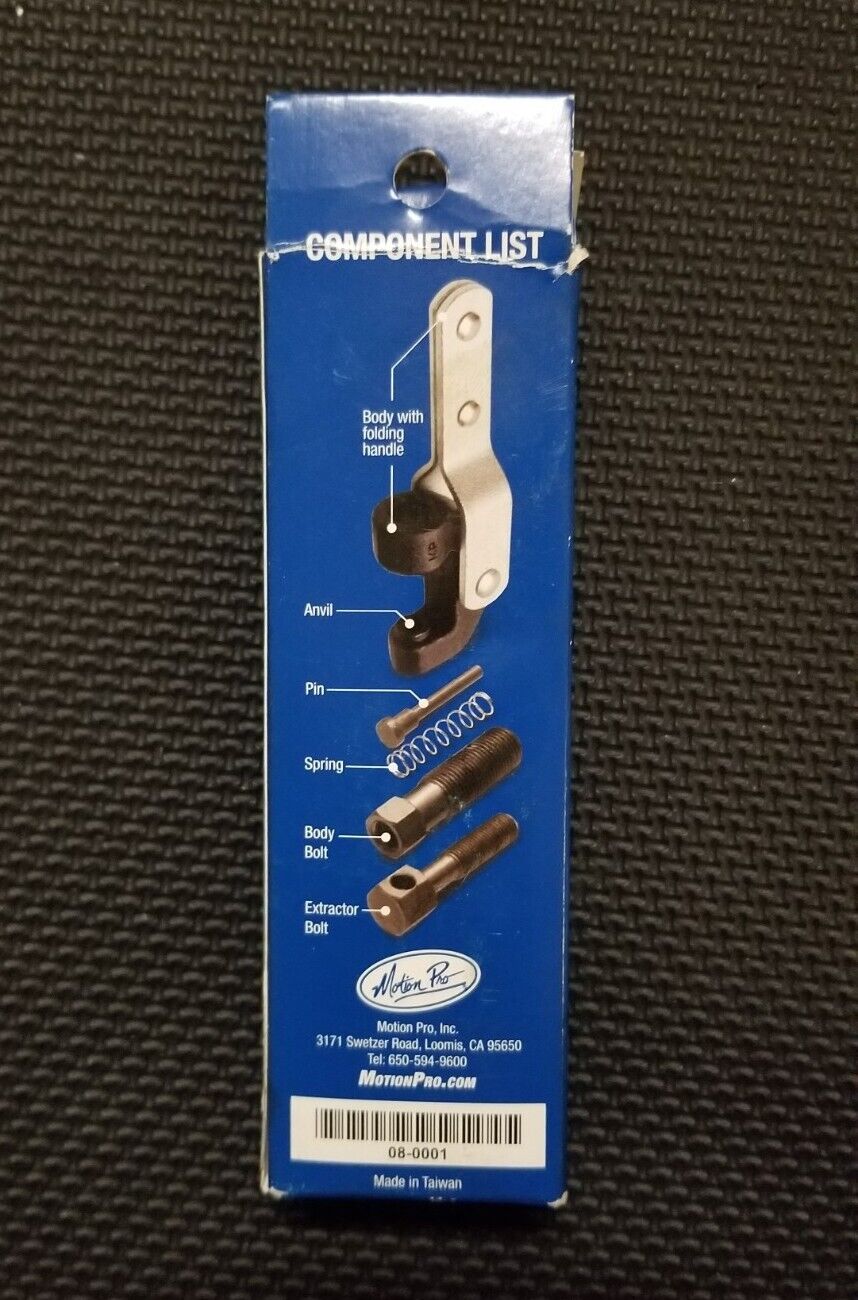 COMPONENT LIST
Body with
folding
handle
Anvil
Pin
Spring
Body
Bolt
Extractor
Bolt
Motion Pro
Motion Pro, Inc.
3171 Swetzer Road, Loomis, CA 95650
Tel: 650-594-9600
MOTIONPRO.COM
08-0001
Made in Taiwan